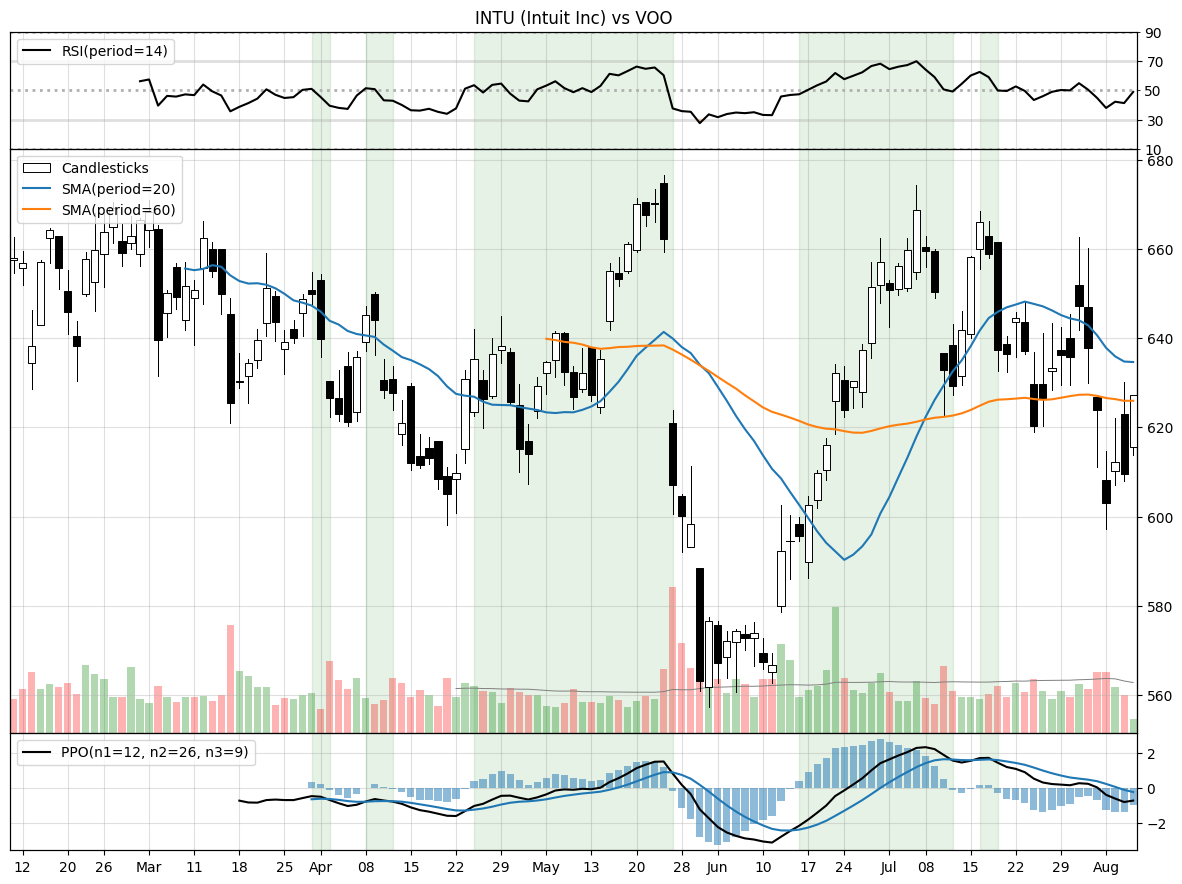 INTU (Intuit Inc) vs VOO
RSI(period=14)
90
70
50
30
10
Candlesticks
SMA(period=20)
SMA(period=60)
680
660
640
620
600
580
560
PPO(n1=12, n2=26, n3=9)
2
0
−2
12 20 26 Mar 11 18 25 Apr 08 15 22 29 May 13 20 28 Jun 10 17 24 Jul 08 15 22 29 Aug